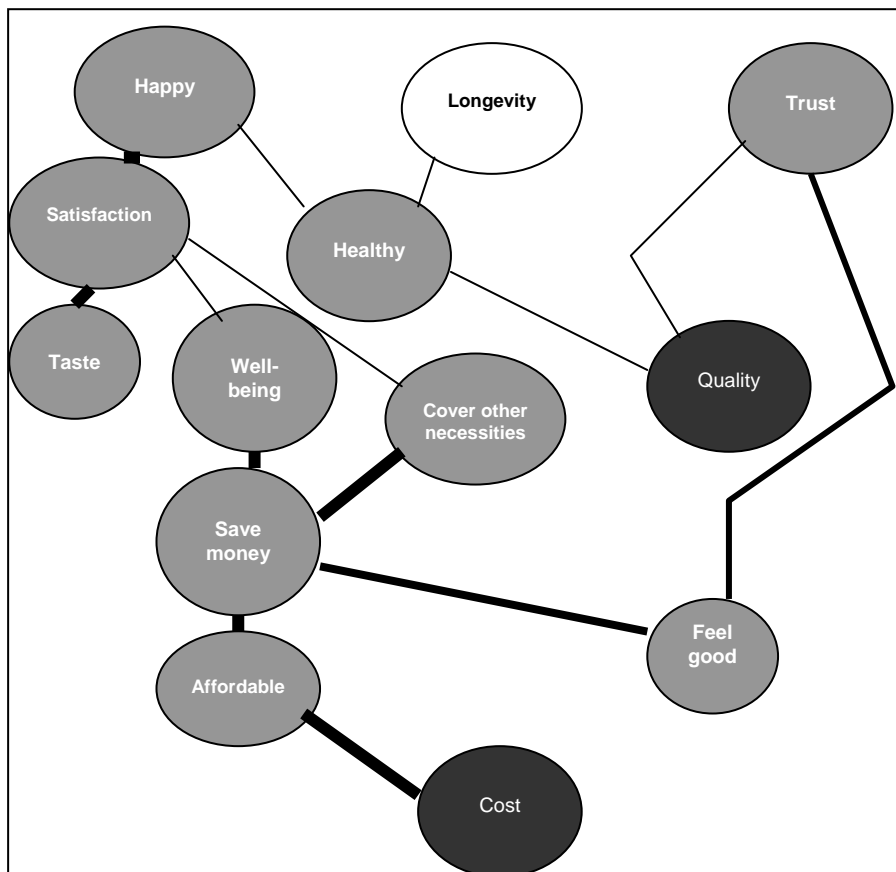 Happy
Longevity
Trust
Satisfaction
Healthy
Taste
Well-
being
Quality
Cover other
necessities
Save
money
Feel
good
Affordable
Cost